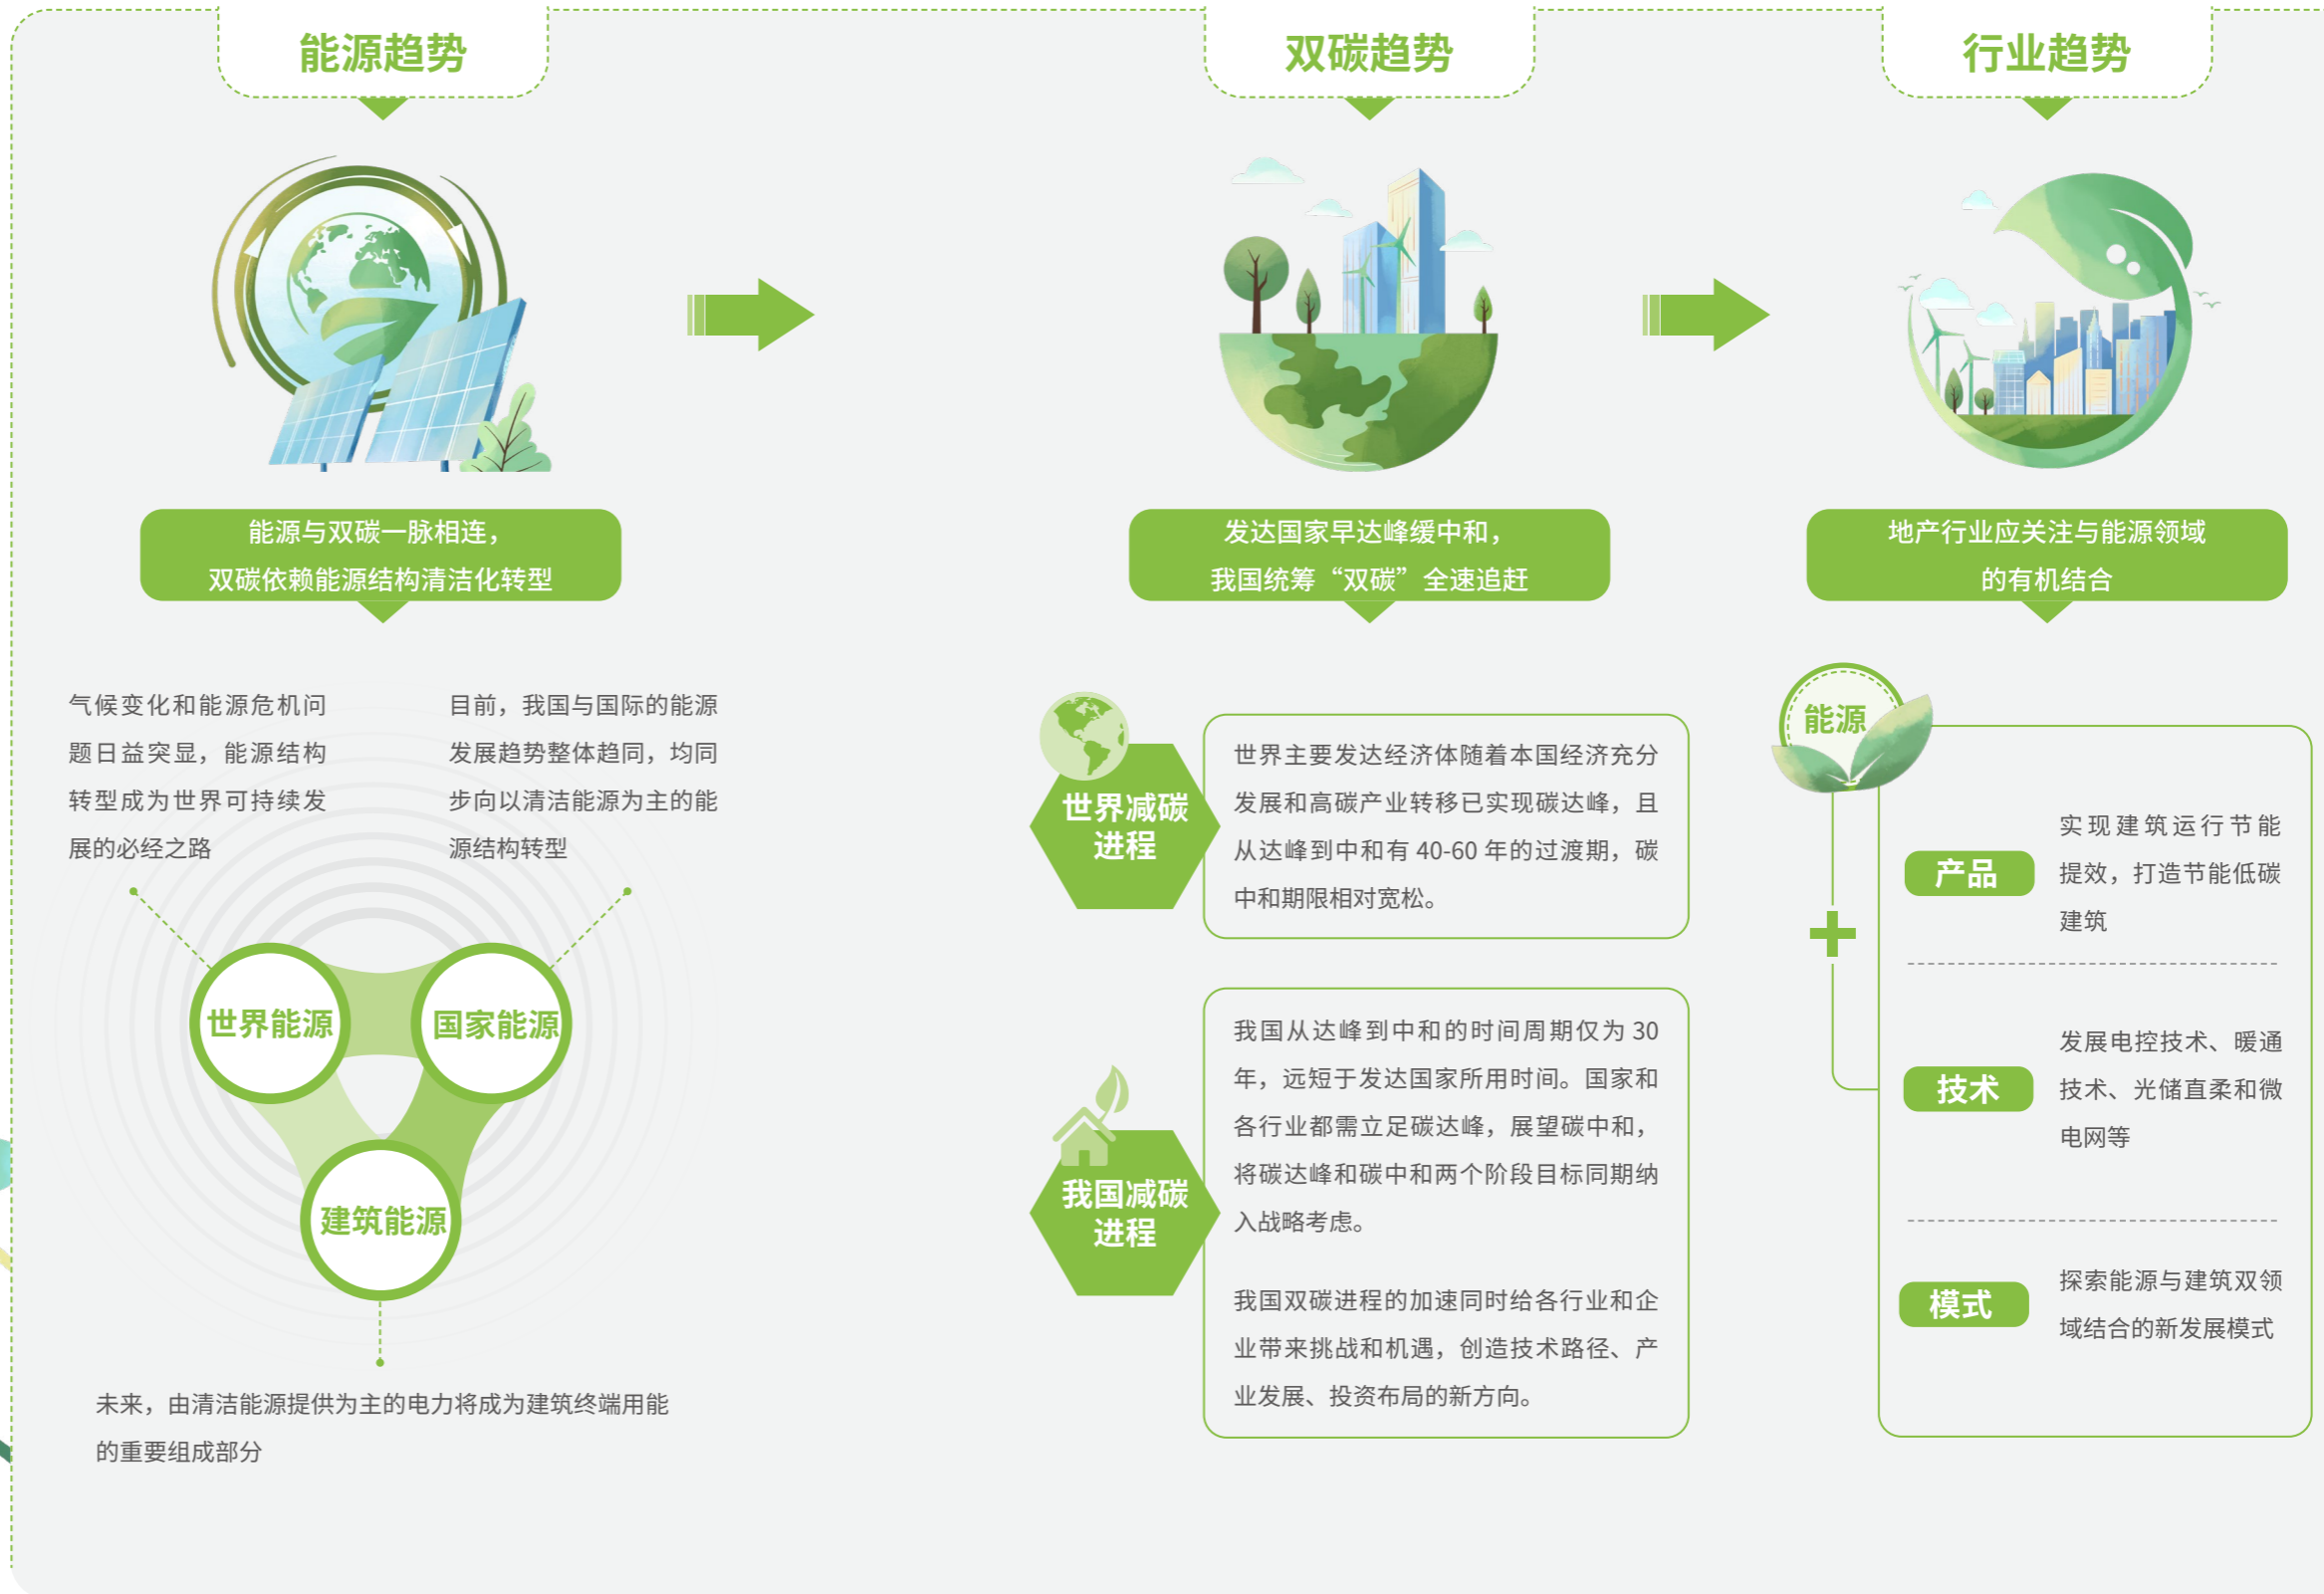 能源趋势
能源与双碳一脉相连，
双碳依赖能源结构清洁化转型
气候变化和能源危机问
题日益突显，能源结构
转型成为世界可持续发
展的必经之路
目前，我国与国际的能源
发展趋势整体趋同，均同
步向以清洁能源为主的能
源结构转型
世界能源
国家能源
建筑能源
未来，由清洁能源提供为主的电力将成为建筑终端用能
的重要组成部分
双碳趋势
发达国家早达峰缓中和，
我国统筹“双碳”全速追赶
世界减碳
进程
世界主要发达经济体随着本国经济充分
发展和高碳产业转移已实现碳达峰，且
从达峰到中和有 40-60 年的过渡期，碳
中和期限相对宽松。
我国减碳
进程
我国从达峰到中和的时间周期仅为 30
年，远短于发达国家所用时间。国家和
各行业都需立足碳达峰，展望碳中和，
将碳达峰和碳中和两个阶段目标同期纳
入战略考虑。
我国双碳进程的加速同时给各行业和企
业带来挑战和机遇，创造技术路径、产
业发展、投资布局的新方向。
行业趋势
地产行业应关注与能源领域
的有机结合
能源
产品
实现建筑运行节能
提效，打造节能低碳
建筑
技术
发展电控技术、暖通
技术、光储直柔和微
电网等
模式
探索能源与建筑双领
域结合的新发展模式